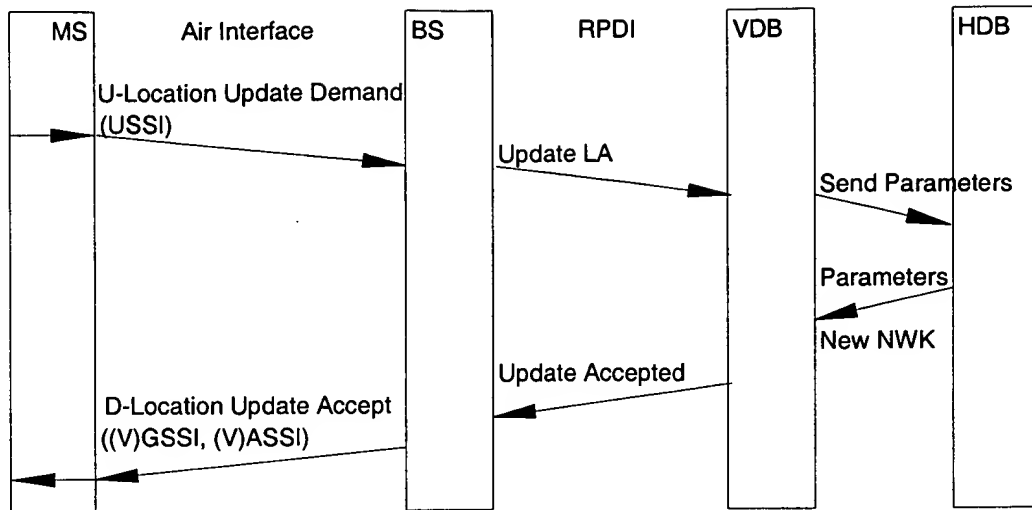 MS Air Interface BS RPDI VDB HDB
U-Location Update Demand
(USSI)
Update LA
Send Parameters
Parameters
New NWK
Update Accepted
D-Location Update Accept
((V)GSSI, (V)ASSI)